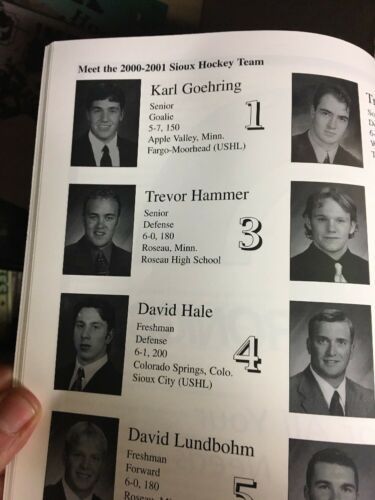 Meet the 2000-2001 Sioux Hockey Team
Karl Goehring
Senior
Goalie
5-7, 150
Apple Valley, Minn.
Fargo-Moorhead (USHL)
1
Trevor Hammer
Senior
Defense
6-0, 180
Roseau, Minn.
Roseau High School
3
David Hale
Freshman
Defense
6-1, 200
Colorado Springs, Colo.
Sioux City (USHL)
4
David Lundbohm
Freshman
Forward
6-0, 180
Roseau,
5